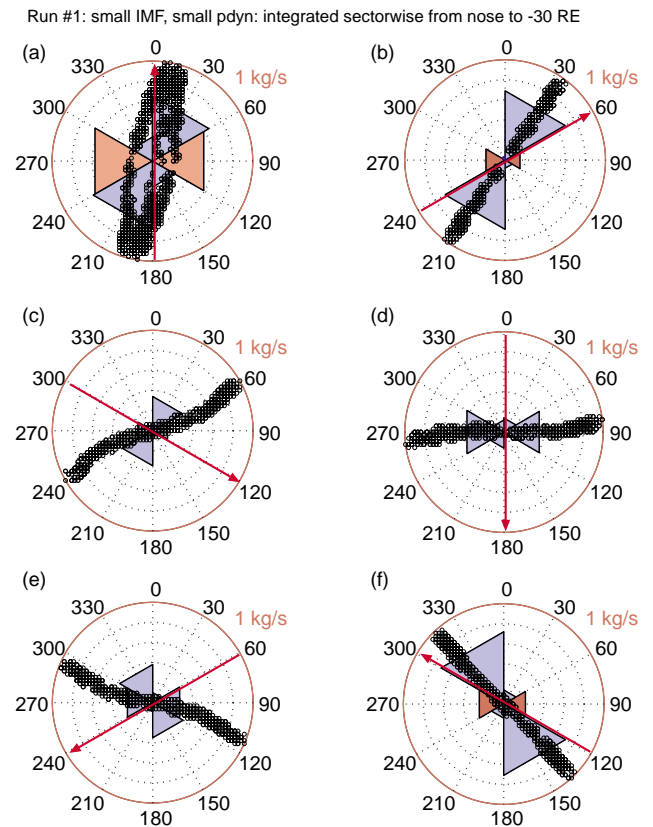 Run #1: small IMF, small pdyn: integrated sectorwise from nose to -30 RE
(a) 0 (b) 0
330 30 1 kg/s 330 30 1 kg/s
300 60 300 60
270 90 270 90
240 120 240 120
210 150 210 150
180 180
(c) 0 (d) 0
330 30 1 kg/s 330 30 1 kg/s
300 60 300 60
270 90 270 90
240 120 240 120
210 150 210 150
180 180
(e) 0 (f) 0
330 30 1 kg/s 330 30 1 kg/s
300 60 300 60
270 90 270 90
240 120 240 120
210 150 210 150
180 180